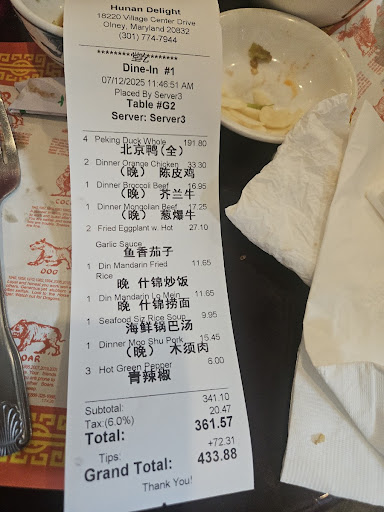 Hunan Delight
18220 Village Center Drive
Olney, Maryland 20832
(301) 774-7944
堂吃
Dine-In #1
07/12/2025 11:46:51 AM
Placed By Server3
Table #G2
Server: Server3
4 Peking Duck Whole 191.80
北京鸭(全)
2 Dinner Orange Chicken 33.30
(晚) 陈皮鸡
1 Dinner Broccoli Beef 16.95
(晚) 芥兰牛
1 Dinner Mongolian Beef 17.25
(晚) 葱爆牛
2 Fried Eggplant w. Hot 27.10
Garlic Sauce
鱼香茄子
1 Din Mandarin Fried 11.65
Rice
晚 什锦炒饭
1 Din Mandarin Lo Mein 11.65
晚 什锦捞面
1 Seafood Siz Rice Soup 9.95
海鲜锅巴汤
1 Dinner Moo Shu Pork 15.45
(晚) 木须肉
3 Hot Green Pepper 6.00
青辣椒
Subtotal: 341.10
Tax:(6.0%) 20.47
Total: 361.57
Tips: +72.31
Grand Total: 433.88
Thank You!
DOG
BOAR